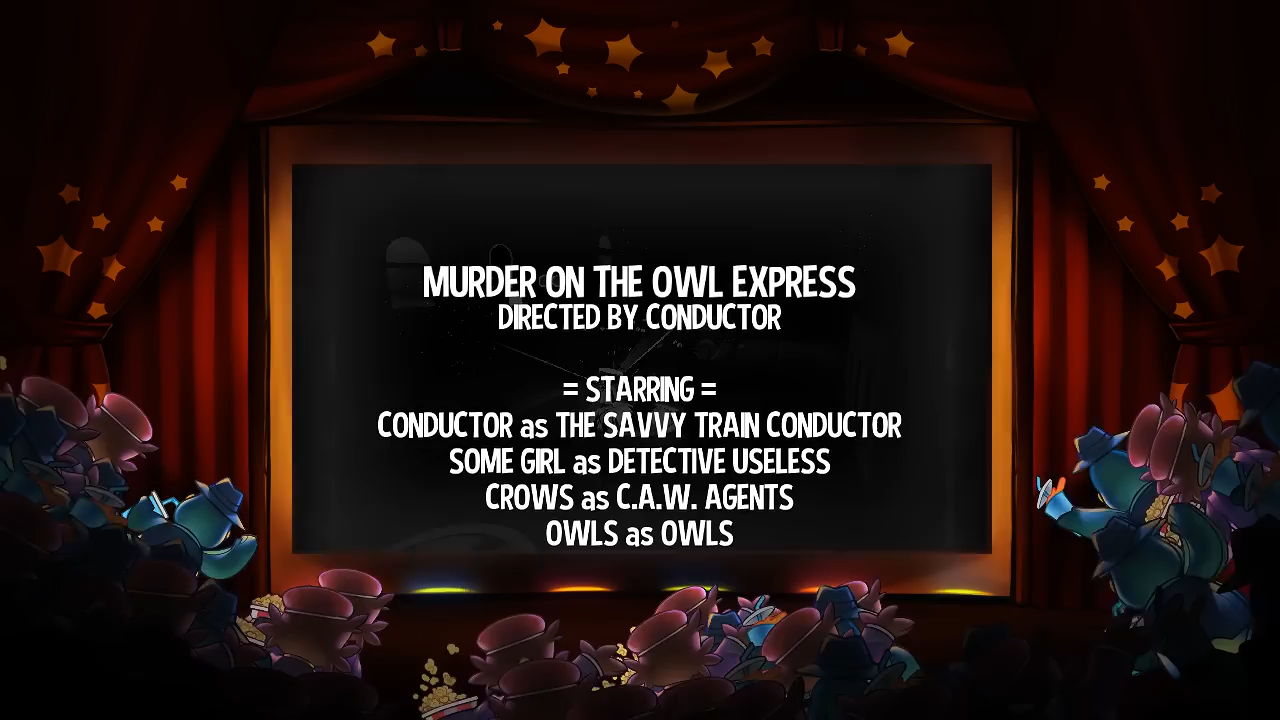 MURDER ON THE OWL EXPRESS
DIRECTED BY CONDUCTOR
= STARRING =
CONDUCTOR as THE SAVVY TRAIN CONDUCTOR
SOME GIRL as DETECTIVE USELESS
CROWS as C.A.W. AGENTS
OWLS as OWLS